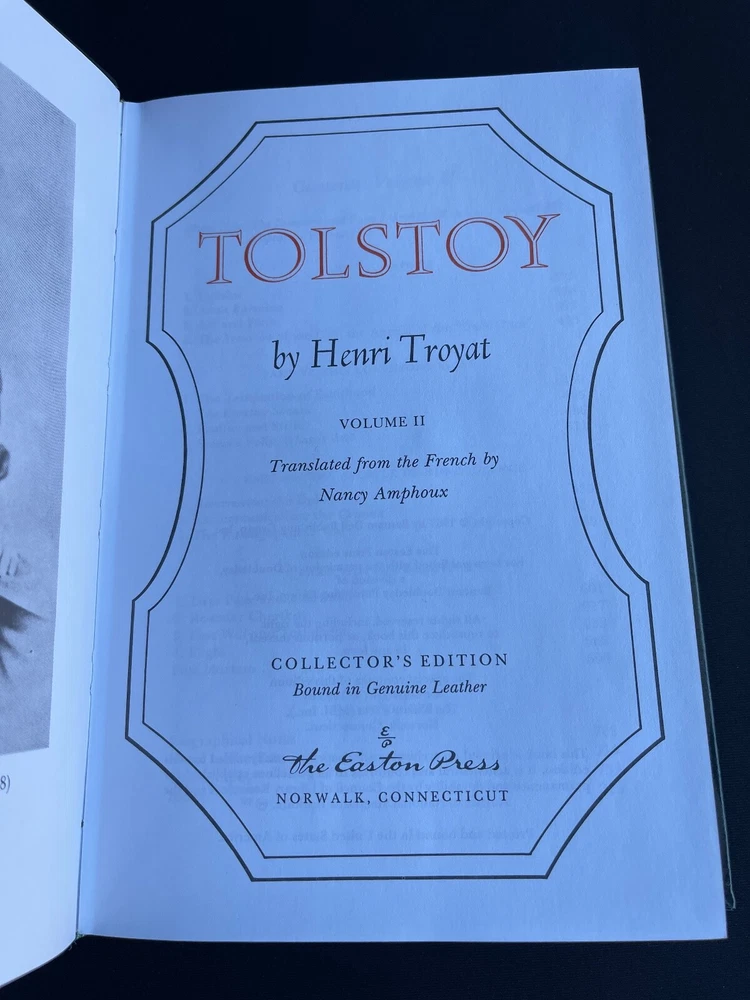 TOLSTOY
by Henri Troyat
VOLUME II
Translated from the French by
Nancy Amphoux
COLLECTOR'S EDITION
Bound in Genuine Leather
E
P
the Easton Press
NORWALK, CONNECTICUT
8)